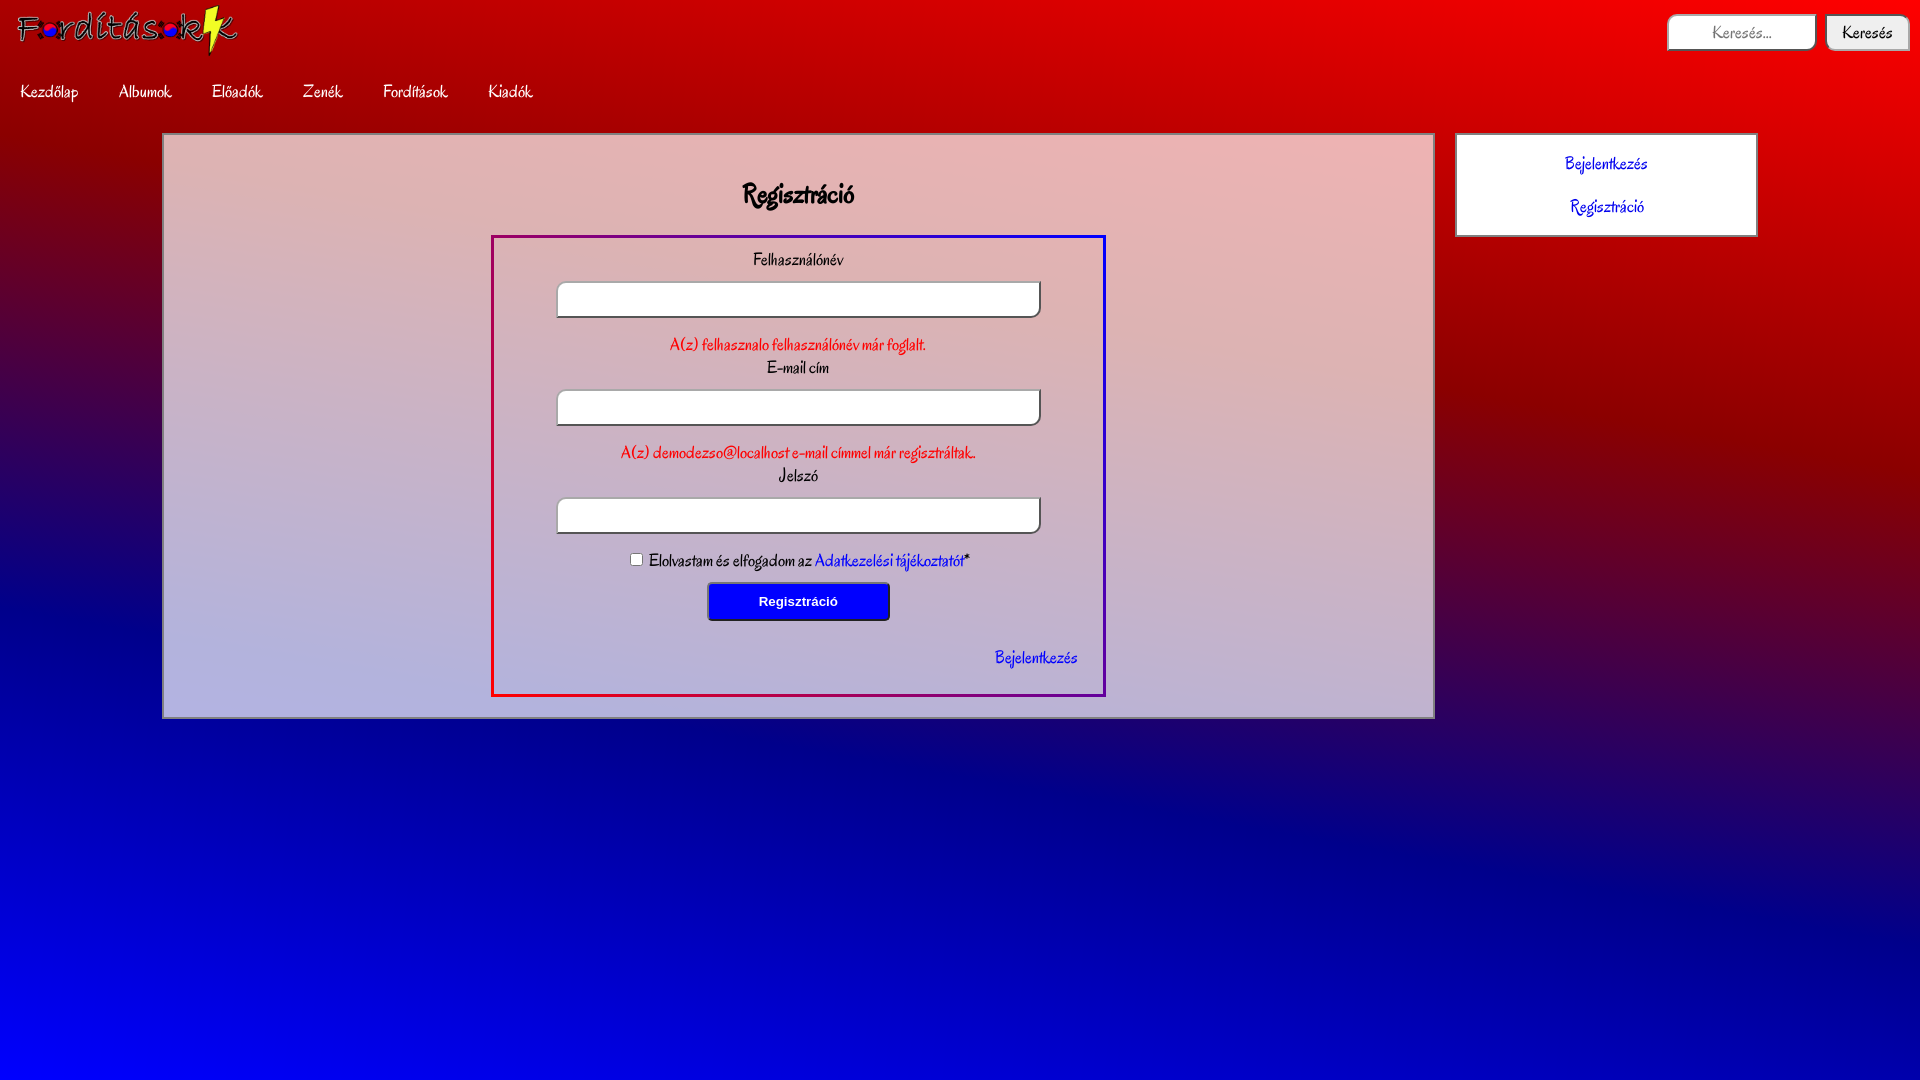 FordításokK
Keresés...
Keresés
Kezdőlap
Albumok
Előadók
Zenék
Fordítások
Kiadók
Regisztráció
Felhasználónév
A(z) felhasznalo felhasználónév már foglalt.
E-mail cím
A(z) demodezso@localhost e-mail címmel már regisztráltak.
Jelszó
Elolvastam és elfogadom az Adatkezelési tájékoztatót*
Regisztráció
Bejelentkezés
Bejelentkezés
Regisztráció